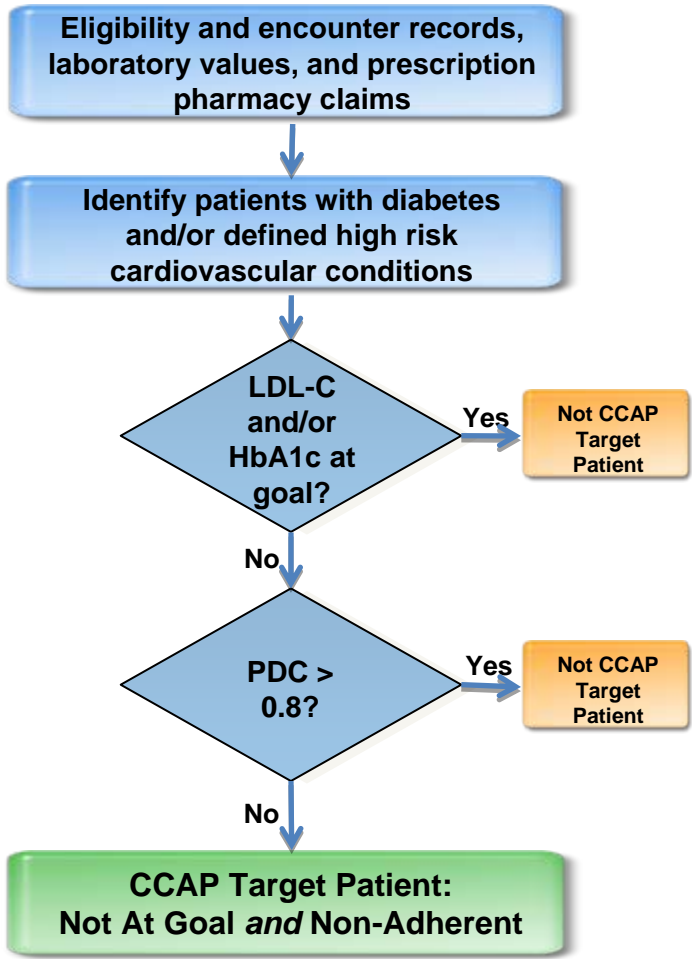 Eligibility and encounter records,
laboratory values, and prescription
pharmacy claims
Identify patients with diabetes
and/or defined high risk
cardiovascular conditions
LDL-C
and/or
HbA1c at
goal?
Yes
Not CCAP
Target
Patient
No
PDC >
0.8?
Yes
Not CCAP
Target
Patient
No
CCAP Target Patient:
Not At Goal and Non-Adherent